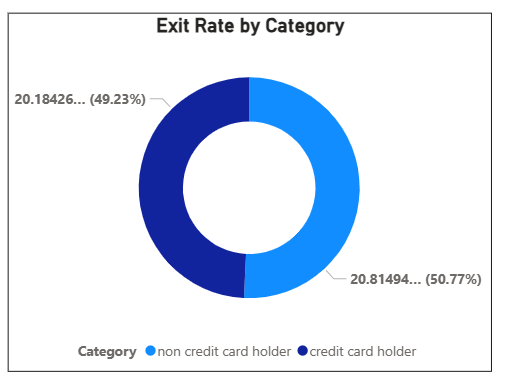 Exit Rate by Category
20.18426... (49.23%)
20.81494... (50.77%)
Category non credit card holder credit card holder